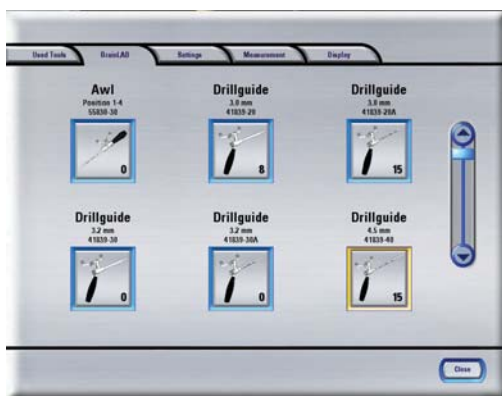 Used Tools
BrainLAB
Settings
Measurement
Display
Awl
Position 1-4
55830-30
0
Drillguide
3.0 mm
41839-20
8
Drillguide
3.0 mm
41839-20A
15
Drillguide
3.2 mm
41839-30
0
Drillguide
3.2 mm
41839-30A
0
Drillguide
4.5 mm
41839-40
15
Close